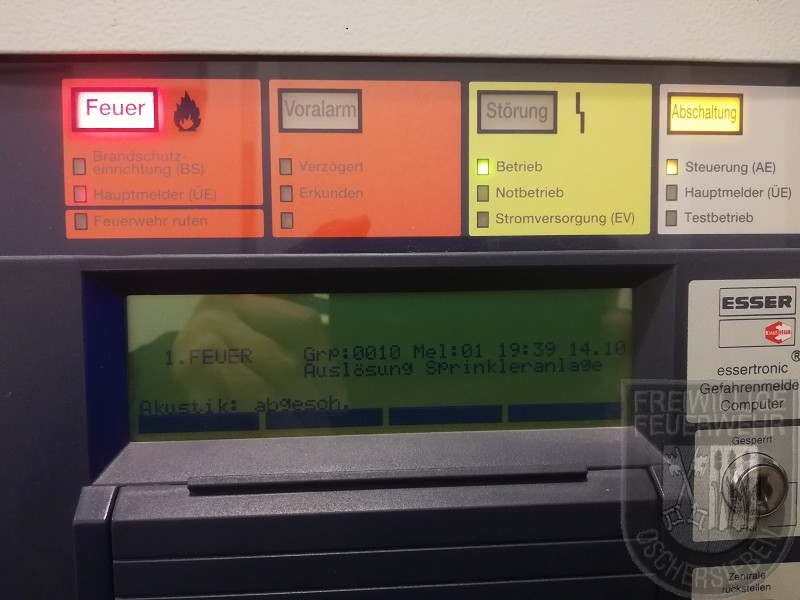 Feuer
Brandschutz-
einrichtung (BS)
Hauptmelder (ÜE)
Feuerwehr rufen
Voralarm
Verzögert
Erkunden
Störung
Betrieb
Notbetrieb
Stromversorgung (EV)
Abschaltung
Steuerung (AE)
Hauptmelder (ÜE)
Testbetrieb
1.FEUER Grp:0010 Mel:01 19:39 14.10
Auslösung Sprinkleranlage
Akustik: abgesch.
ESSER
®
essertronic
Gefahrenmelde
Computer
Gesperrt
Zentrale
rückstellen
FREIWILLIGE
FEUERWEHR
OSCHERSLEBEN